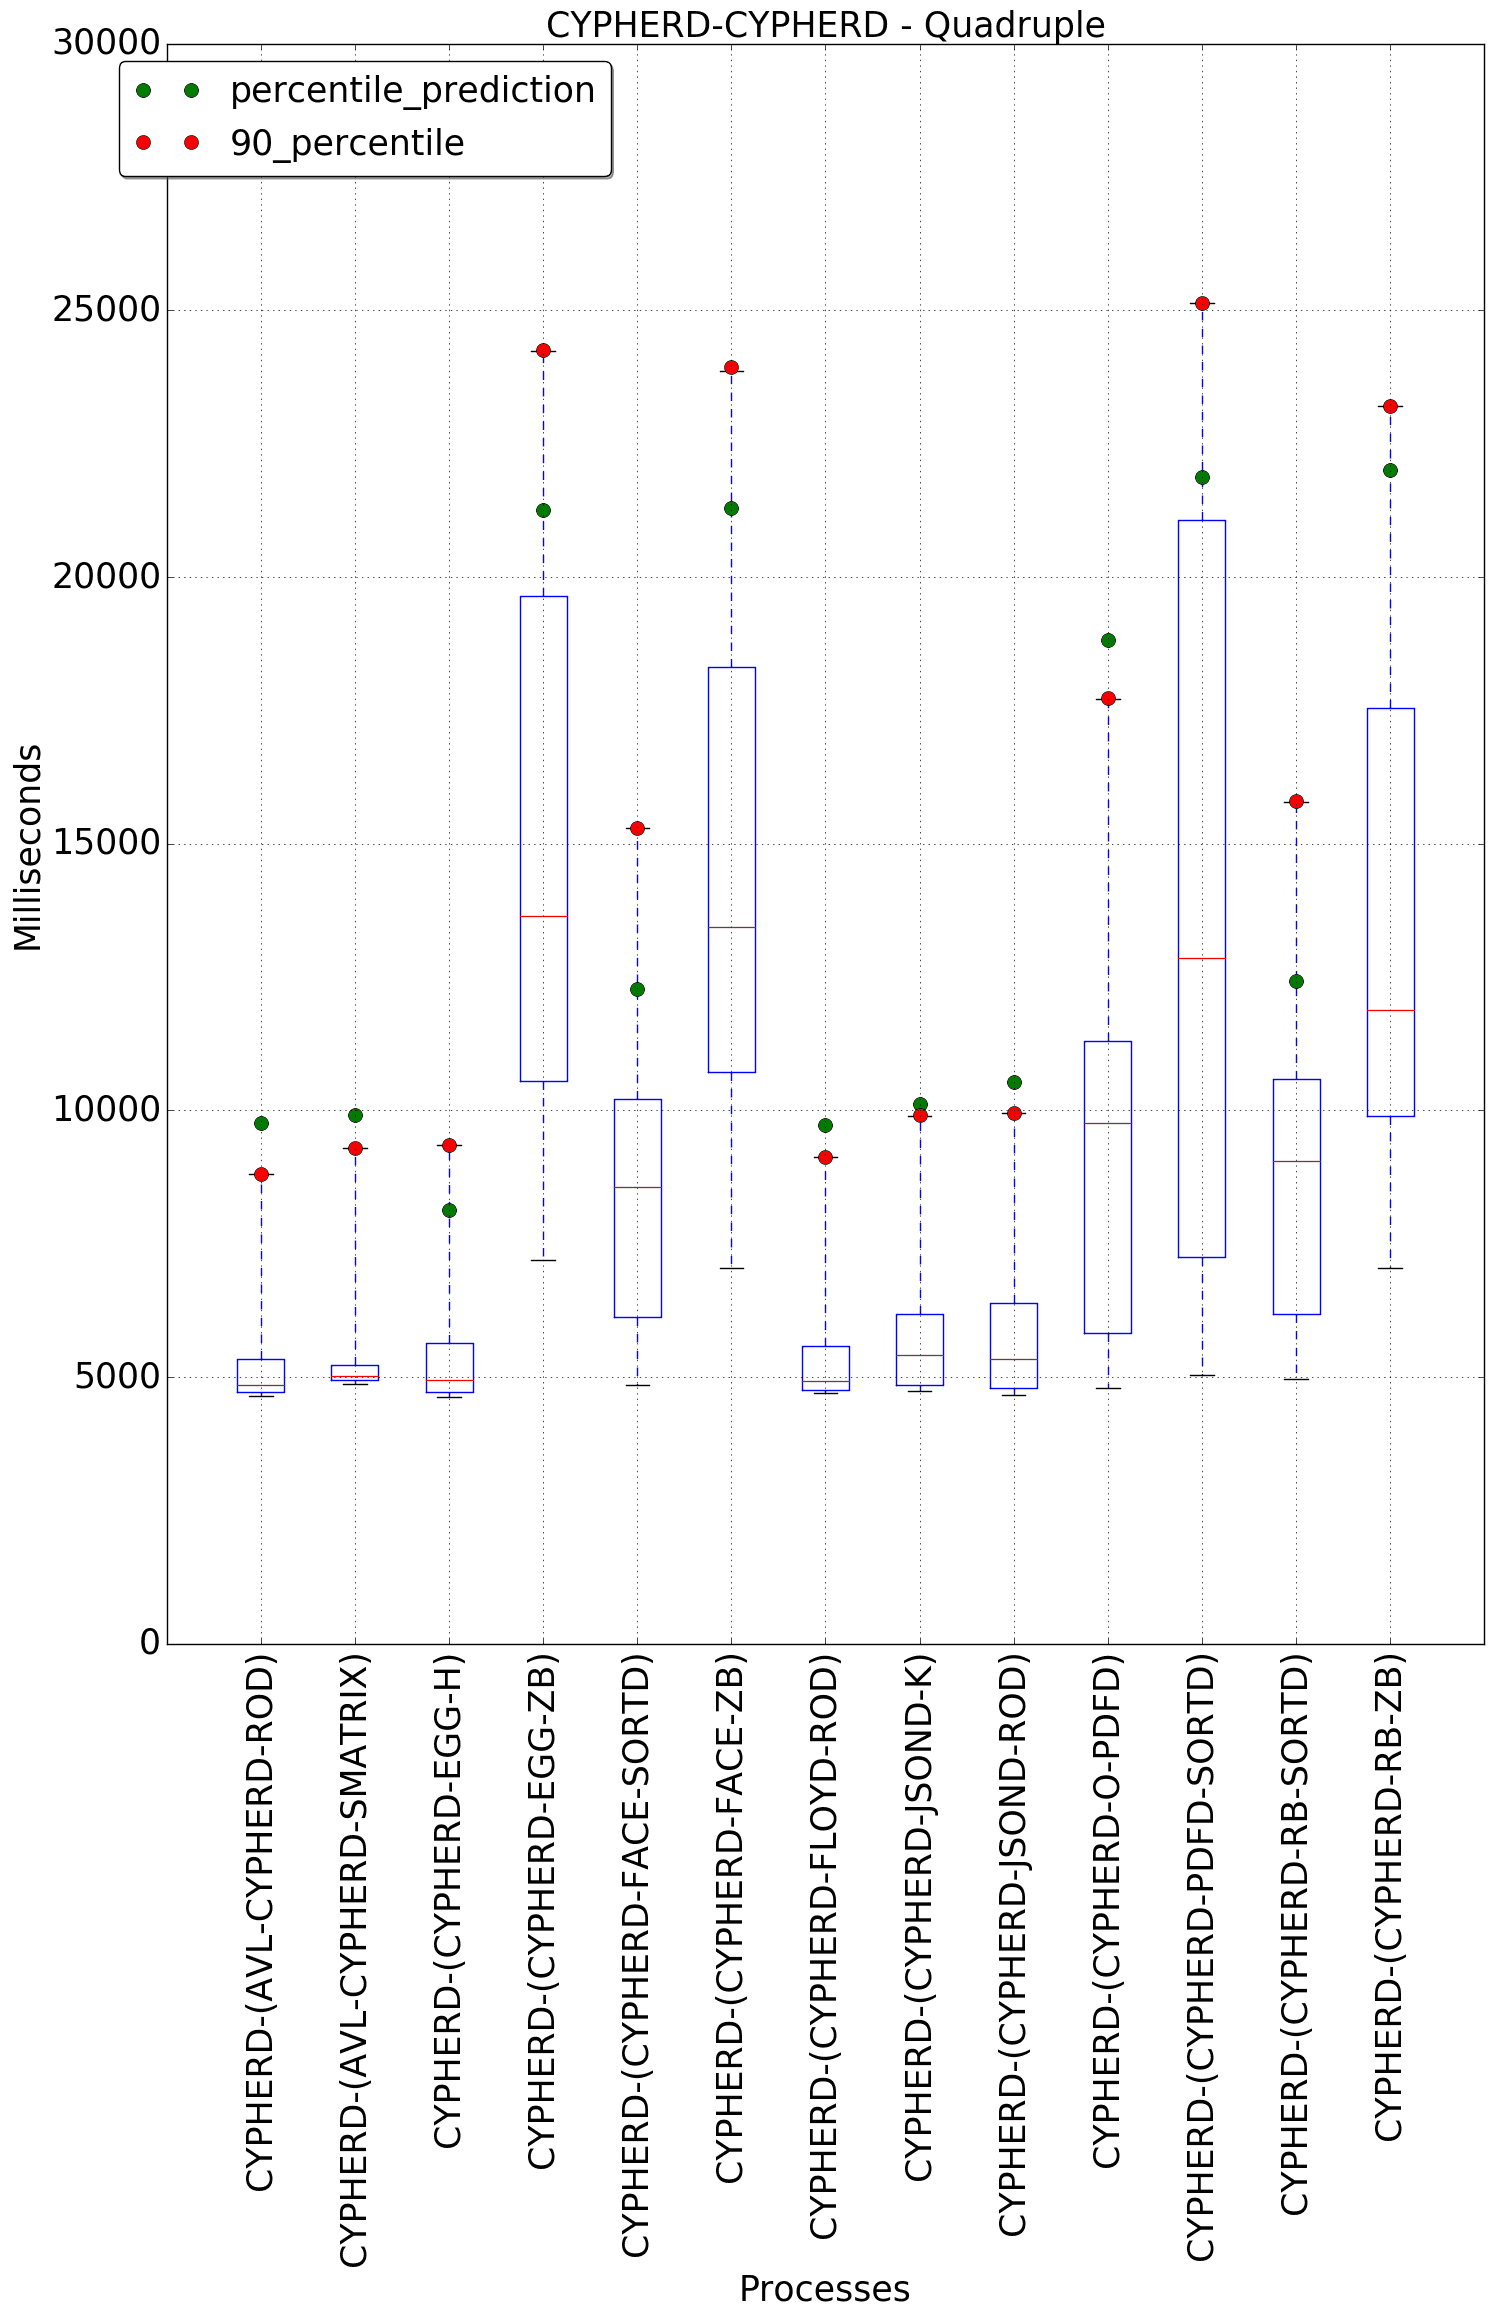 CYPHERD-CYPHERD - Quadruple
percentile_prediction
90_percentile
30000
25000
20000
15000
10000
5000
0
Milliseconds
CYPHERD-(AVL-CYPHERD-ROD)
CYPHERD-(AVL-CYPHERD-SMATRIX)
CYPHERD-(CYPHERD-EGG-H)
CYPHERD-(CYPHERD-EGG-ZB)
CYPHERD-(CYPHERD-FACE-SORTD)
CYPHERD-(CYPHERD-FACE-ZB)
CYPHERD-(CYPHERD-FLOYD-ROD)
CYPHERD-(CYPHERD-JSOND-K)
CYPHERD-(CYPHERD-JSOND-ROD)
CYPHERD-(CYPHERD-O-PDFD)
CYPHERD-(CYPHERD-PDFD-SORTD)
CYPHERD-(CYPHERD-RB-SORTD)
CYPHERD-(CYPHERD-RB-ZB)
Processes